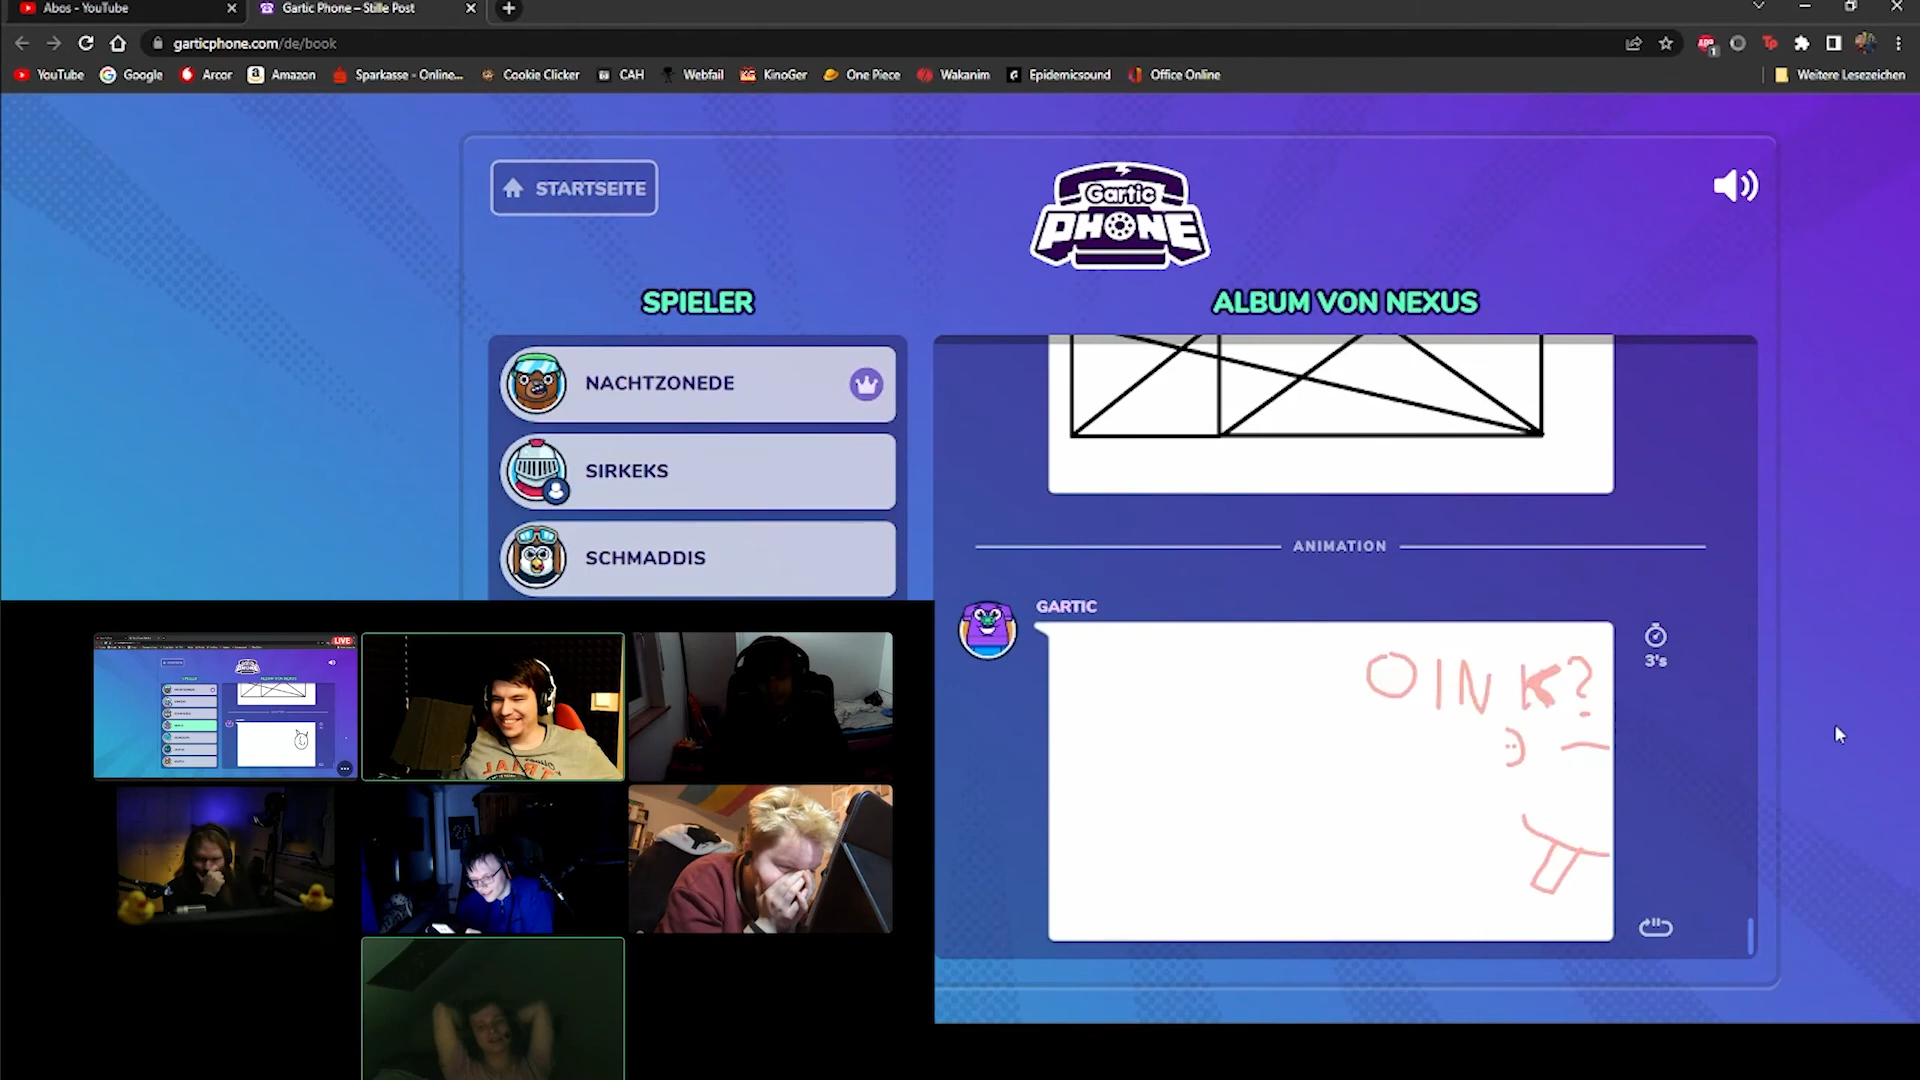 Abos - YouTube
Gartic Phone – Stille Post
garticphone.com/de/book
YouTube
Google
Arcor
Amazon
Sparkasse - Online...
Cookie Clicker
CAH
Webfail
KinoGer
One Piece
Wakanim
Epidemicsound
Office Online
Weitere Lesezeichen
STARTSEITE
Gartic
PHONE
SPIELER
ALBUM VON NEXUS
NACHTZONEDE
SIRKEKS
SCHMADDIS
ANIMATION
GARTIC
3's
OINK?
LIVE